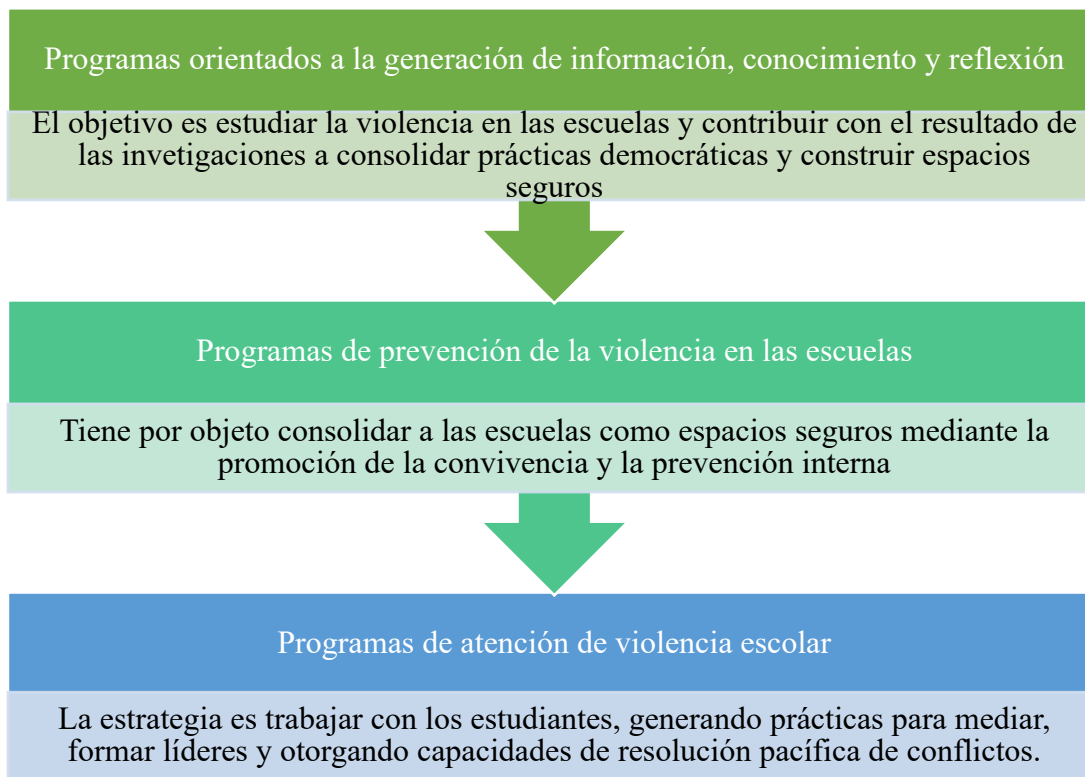 Programas orientados a la generación de información, conocimiento y reflexión
El objetivo es estudiar la violencia en las escuelas y contribuir con el resultado de
las invetigaciones a consolidar prácticas democráticas y construir espacios
seguros
Programas de prevención de la violencia en las escuelas
Tiene por objeto consolidar a las escuelas como espacios seguros mediante la
promoción de la convivencia y la prevención interna
Programas de atención de violencia escolar
La estrategia es trabajar con los estudiantes, generando prácticas para mediar,
formar líderes y otorgando capacidades de resolución pacífica de conflictos.